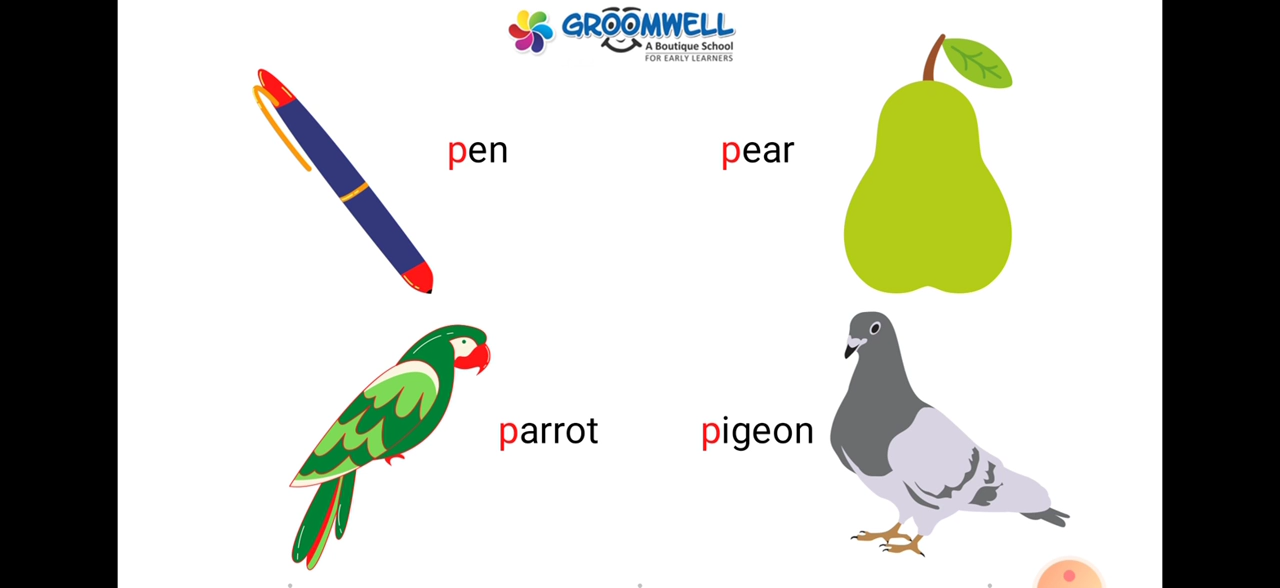 GROOMWELL
A Boutique School
FOR EARLY LEARNERS
pen
pear
parrot
pigeon